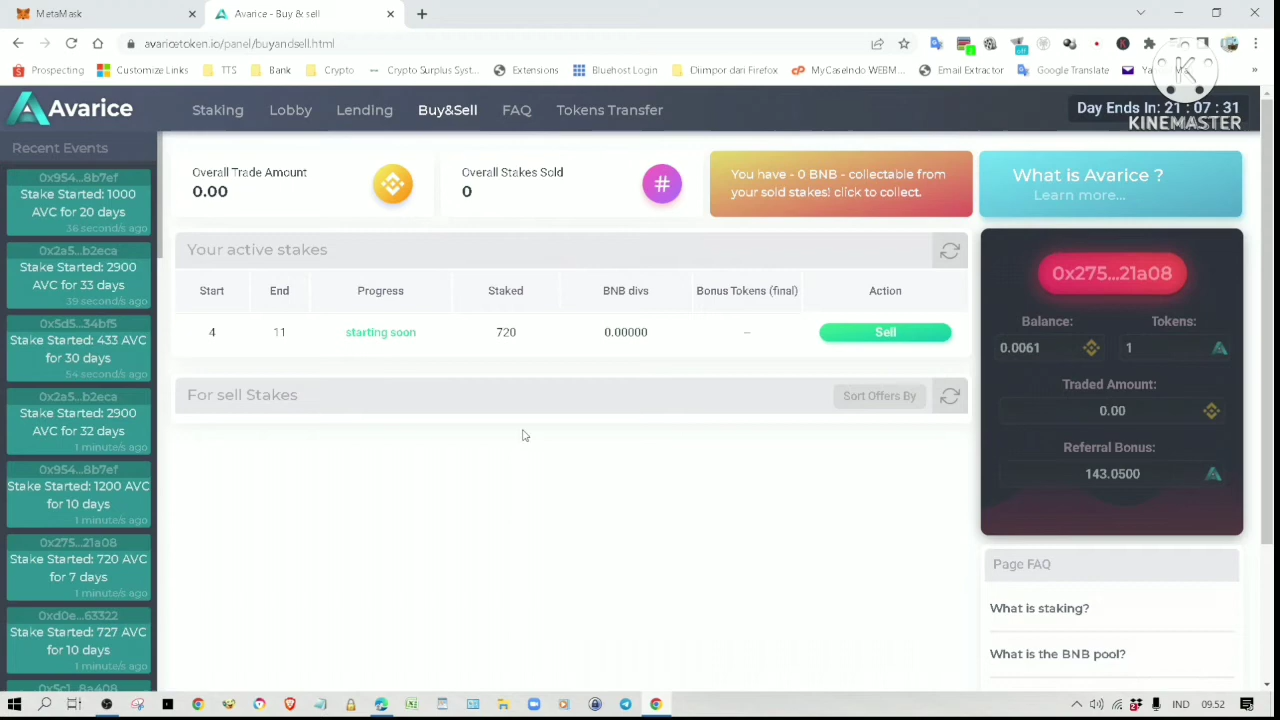 MetaMask
Avarice - Buy & sell
avaricetoken.io/panel/buyandsell.html
Prospecting
Customize Links
TTS
Bank
Crypto
Crypto Surplus Syst...
Extensions
Bluehost Login
Diimpor dari Firefox
MyCaseIndo WEBM...
Email Extractor
Google Translate
K
KINEMASTER
Avarice
Staking
Lobby
Lending
Buy&Sell
FAQ
Tokens Transfer
Day Ends In: 21:07:31
Recent Events
0x954...8b7ef
Stake Started: 1000
AVC for 20 days
36 second/s ago
0x2a5...b2eca
Stake Started: 2900
AVC for 33 days
39 second/s ago
0x5d5...34bf5
Stake Started: 433 AVC
for 30 days
54 second/s ago
0x2a5...b2eca
Stake Started: 2900
AVC for 32 days
1 minute/s ago
0x954...8b7ef
Stake Started: 1200 AVC
for 10 days
1 minute/s ago
0x275...21a08
Stake Started: 720 AVC
for 7 days
1 minute/s ago
0xd0e...63322
Stake Started: 727 AVC
for 10 days
1 minute/s ago
0x5c1...8a408
Overall Trade Amount
0.00
Overall Stakes Sold
0
#
You have - 0 BNB - collectable from
your sold stakes! click to collect.
What is Avarice ?
Learn more...
Your active stakes
Start
End
Progress
Staked
BNB divs
Bonus Tokens (final)
Action
4
11
starting soon
720
0.00000
--
Sell
For sell Stakes
Sort Offers By
0x275...21a08
Balance:
Tokens:
0.0061
1
Traded Amount:
0.00
Referral Bonus:
143.0500
Page FAQ
What is staking?
What is the BNB pool?
IND
09.52